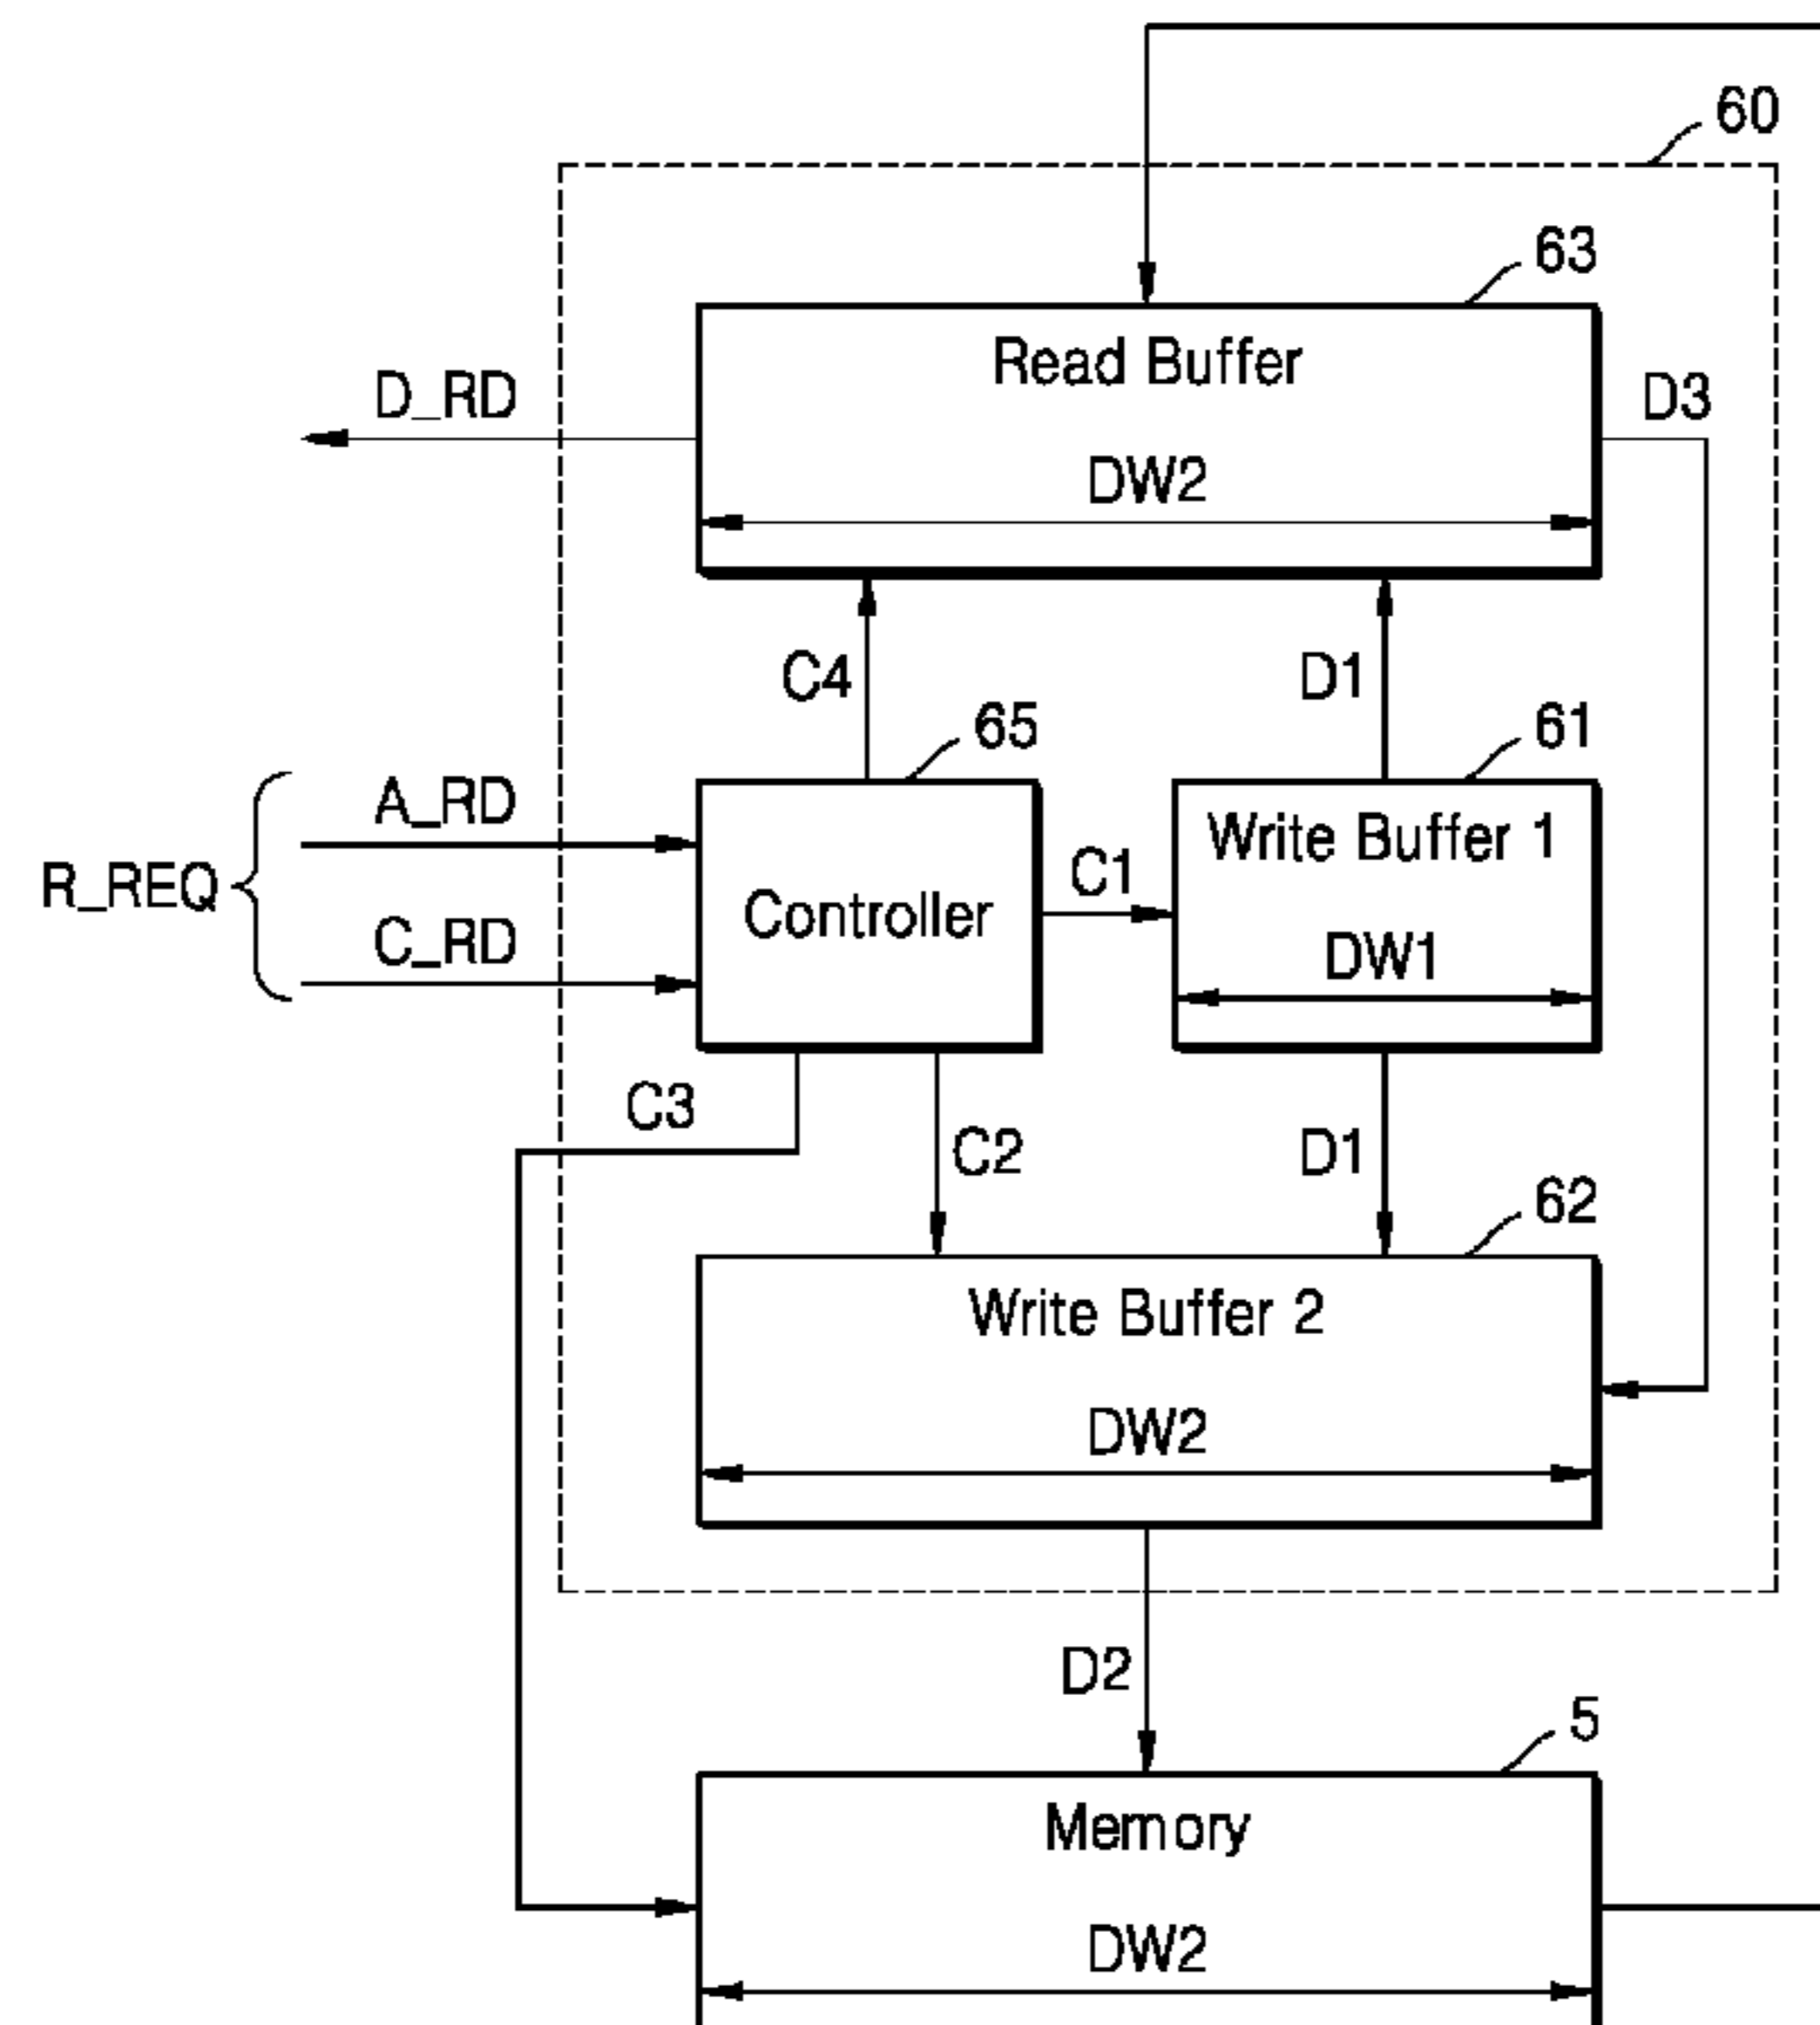 60
63
Read Buffer
D_RD
D3
DW2
C4
D1
65
61
A_RD
Write Buffer 1
R_REQ
C1
Controller
C_RD
DW1
C3
C2
D1
62
Write Buffer 2
DW2
D2
5
Memory
DW2